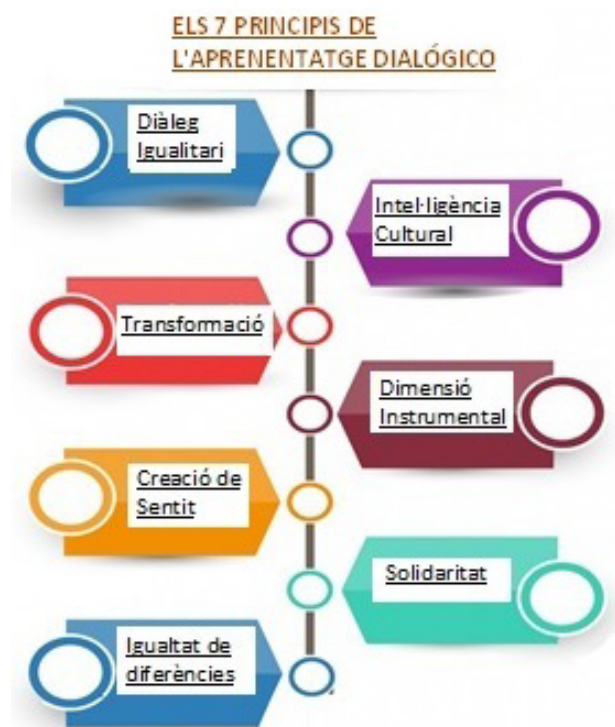 ELS 7 PRINCIPIS DE
L'APRENENTATGE DIALÓGICO
Diàleg
Igualitari
Intel·ligència
Cultural
Transformació
Dimensió
Instrumental
Creació de
Sentit
Solidaritat
Igualtat de
diferències